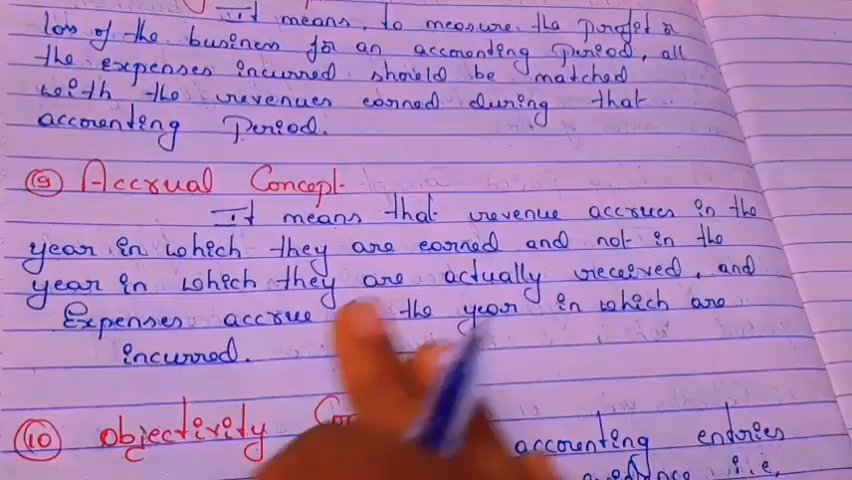 It means, to measure the profit or
loss of the business for an accounting period, all
the expenses incurred should be matched
with the revenues earned during that
accounting Period.
⑨ Accrual Concept
It means that revenue accrues in the
year in which they are earned and not in the
year in which they are actually received, and
Expenses accrue the year in which are
incurred.
⑩ objectivity
accounting entries
i.e,